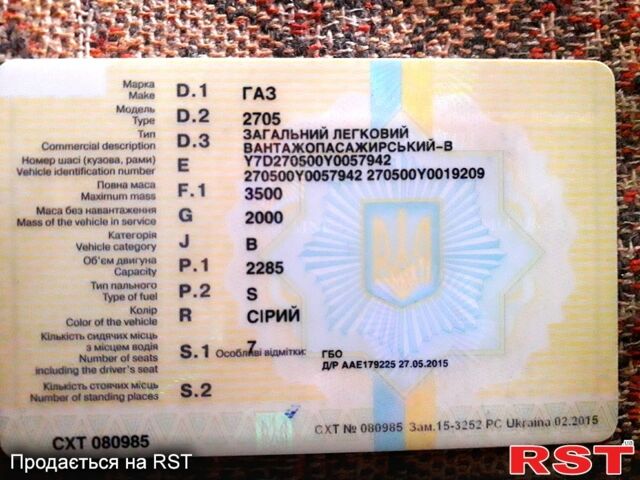 Марка D.1 ГАЗ
Make
Модель D.2 2705
Type
Тип D.3 ЗАГАЛЬНИЙ ЛЕГКОВИЙ
Commercial description ВАНТАЖОПАСАЖИРСЬКИЙ-В
Номер шасі (кузова, рами) E Y7D270500Y0057942
Vehicle identification number 270500Y0057942 270500Y0019209
Повна маса F.1 3500
Maximum mass
Маса без навантаження G 2000
Mass of the vehicle in service
Категорія J B
Vehicle category
Об'єм двигуна P.1 2285
Capacity
Тип пального P.2 S
Type of fuel
Колір R СІРИЙ
Color of the vehicle
Кількість сидячих місць
з місцем водія S.1 7
Number of seats Особливі відмітки: ГБО
including the driver's seat Д/Р ААЕ179225 27.05.2015
Кількість стоячих місць S.2
Number of standing places
СХТ 080985
СХТ № 080985 Зам.15-3252 РС Ukraina 02.2015
Продається на RST
RST.UA